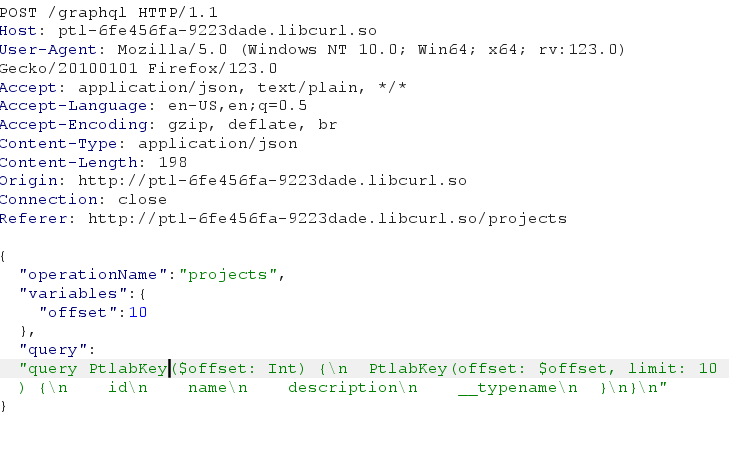 POST /graphql HTTP/1.1
Host: ptl-6fe456fa-9223dade.libcurl.so
User-Agent: Mozilla/5.0 (Windows NT 10.0; Win64; x64; rv:123.0)
Gecko/20100101 Firefox/123.0
Accept: application/json, text/plain, */*
Accept-Language: en-US,en;q=0.5
Accept-Encoding: gzip, deflate, br
Content-Type: application/json
Content-Length: 198
Origin: http://ptl-6fe456fa-9223dade.libcurl.so
Connection: close
Referer: http://ptl-6fe456fa-9223dade.libcurl.so/projects

{
  "operationName":"projects",
  "variables":{
    "offset":10
  },
  "query":
  "query PtlabKey($offset: Int) {\n  PtlabKey(offset: $offset, limit: 10
  ) {\n    id\n    name\n    description\n    __typename\n  }\n}\n"
}